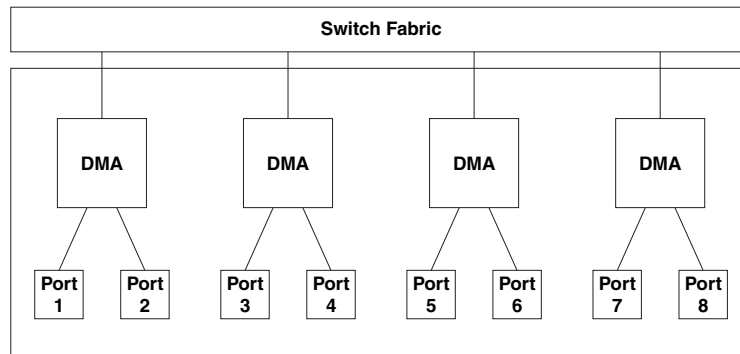 Switch Fabric
DMA
DMA
DMA
DMA
Port
1
Port
2
Port
3
Port
4
Port
5
Port
6
Port
7
Port
8